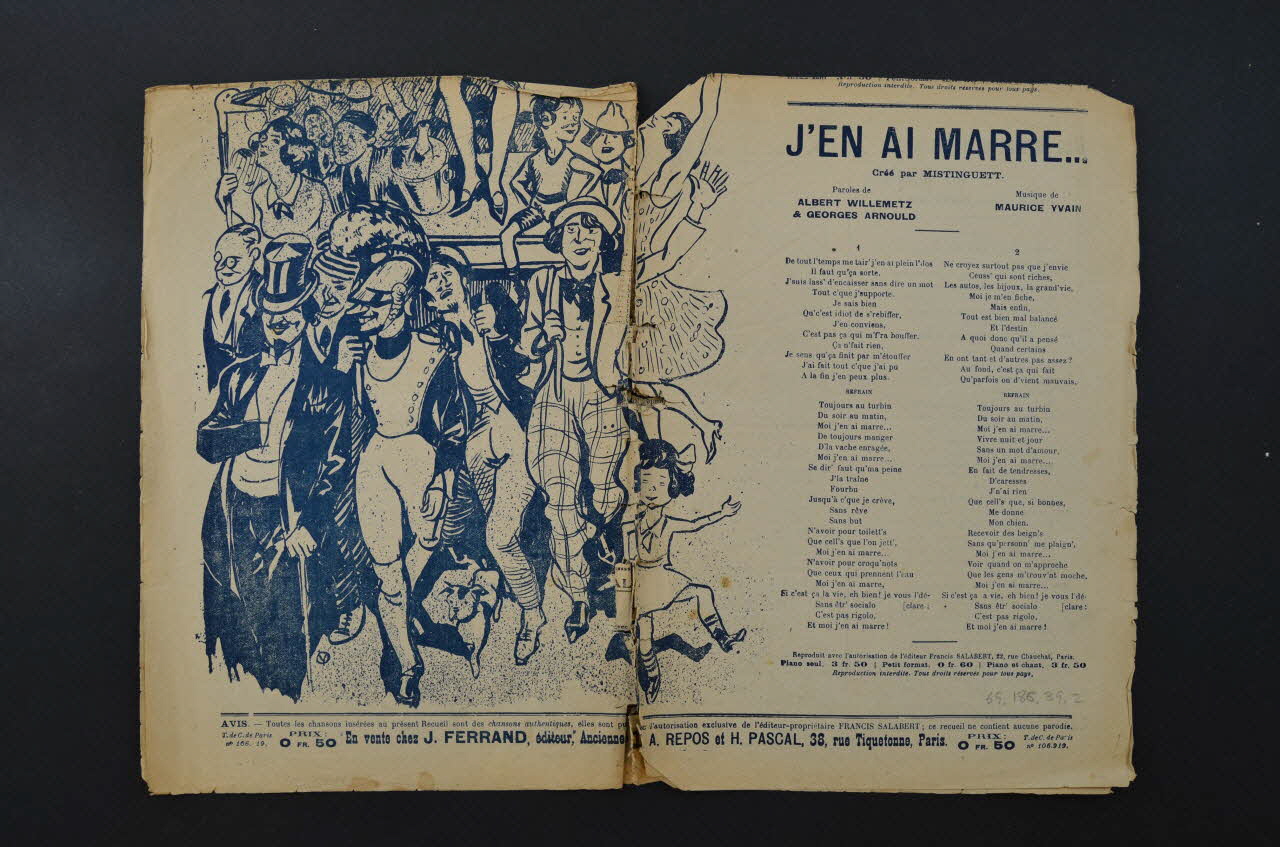 Reproduction interdite. Tous droits réservés pour tous pays.
J'EN AI MARRE...
Créé par MISTINGUETT.
Paroles de
ALBERT WILLEMETZ
& GEORGES ARNOULD
Musique de
MAURICE YVAIN
1
De tout l'temps me tair' j'en ai plein l'dos
Il faut qu'ça sorte.
J'suis lass' d'encaisser sans dire un mot
Tout c'que j'supporte.
Je sais bien
Qu'c'est idiot de s'rebiffer,
J'en conviens,
C'est pas ça qui m'f'ra bouffer.
Ça n'fait rien,
Je sens qu'ça finit par m'étouffer
J'ai fait tout c'que j'ai pu
A la fin j'en peux plus.
REFRAIN
Toujours au turbin
Du soir au matin,
Moi j'en ai marre...
De toujours manger
D'la vache enragée,
Moi j'en ai marre...
Se dir' faut qu'ma peine
J'la traîne
Fourbu
Jusqu'à c'que je crève,
Sans rêve
Sans but
N'avoir pour toilett's
Que cell's que l'on jett',
Moi j'en ai marre...
N'avoir pour croqu'nots
Que ceux qui prennent l'eau
Moi j'en ai marre,
Si c'est ça la vie, eh bien! je vous l'dé-
Sans êtr' socialo [clare:
C'est pas rigolo,
Et moi j'en ai marre!
2
Ne croyez surtout pas que j'envie
Ceuss' qui sont riches,
Les autos, les bijoux, la grand'vie,
Moi je m'en fiche,
Mais enfin,
Tout est bien mal balancé
Et l'destin
A quoi donc qu'il a pensé
Quand certains
En ont tant et d'autres pas assez?
Au fond, c'est ça qui fait
Qu'parfois on d'vient mauvais.
REFRAIN
Toujours au turbin
Du soir au matin,
Moi j'en ai marre...
Vivre nuit et jour
Sans un mot d'amour,
Moi j'en ai marre...
En fait de tendresses,
D'caresses
J'n'ai rien
Que cell's que, si bonnes,
Me donne
Mon chien.
Recevoir des beign's
Sans qu'personn' me plaign',
Moi j'en ai marre...
Voir quand on m'approche
Que les gens m'trouv'nt moche,
Moi j'en ai marre...
Si c'est ça a vie, eh bien! je vous l'dé-
Sans êtr' socialo [clare:
C'est pas rigolo,
Et moi j'en ai marre!
Reproduit avec l'autorisation de l'éditeur Francis SALABERT, 22, rue Chauchat, Paris.
Piano seul. 3 fr. 50 | Petit format. 0 fr. 60 | Piano et chant. 3 fr. 50
Reproduction interdite. Tous droits réservés pour tous pays.
69.186.39.2
AVIS. — Toutes les chansons insérées au présent Recueil sont des chansons authentiques, elles sont
l'autorisation exclusive de l'éditeur-propriétaire FRANCIS SALABERT; ce recueil ne contient aucune parodie.
T. de C. de Paris
n° 106. 19.
PRIX:
0 FR. 50
En vente chez J. FERRAND, éditeur, Ancienne
A. REPOS et H. PASCAL, 38, rue Tiquetonne, Paris.
PRIX:
0 FR. 50
T. de C. de Paris
n° 106.919.